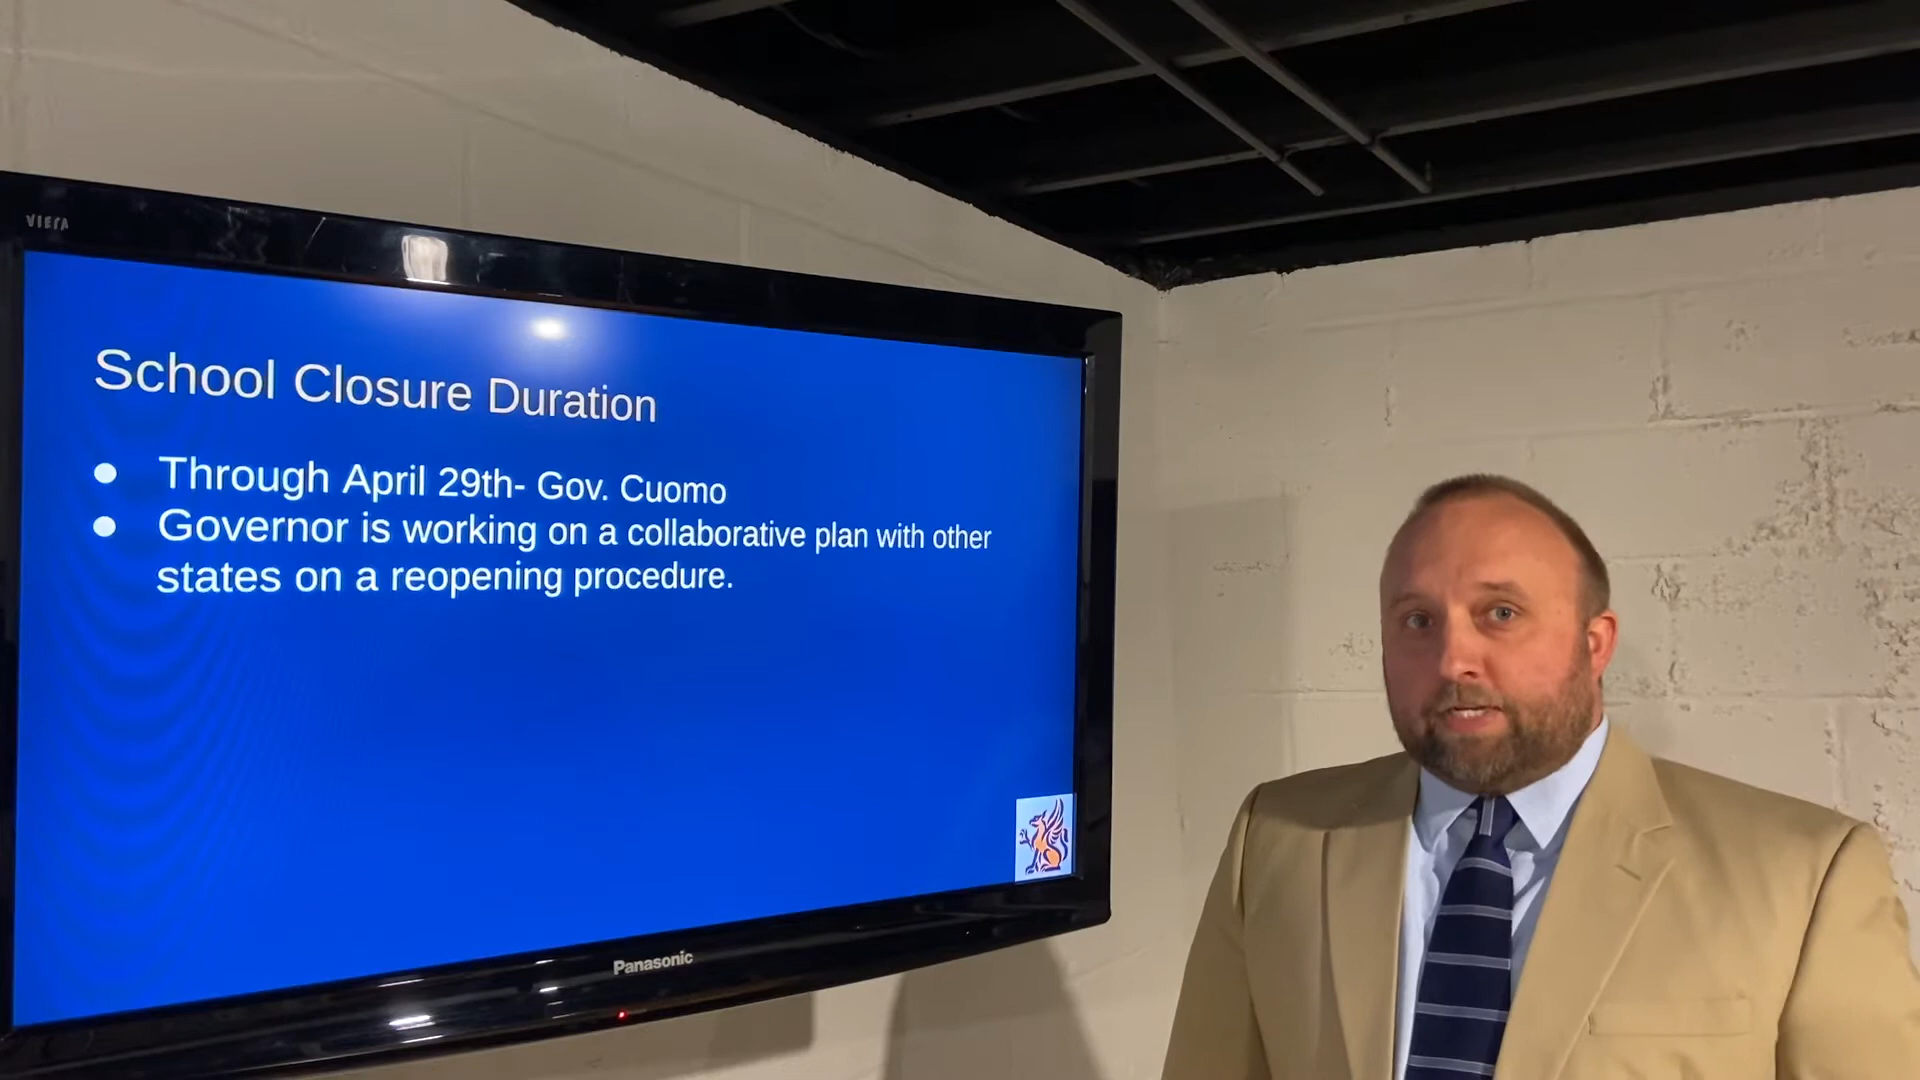 VIERA
School Closure Duration
● Through April 29th- Gov. Cuomo
● Governor is working on a collaborative plan with other
states on a reopening procedure.
Panasonic